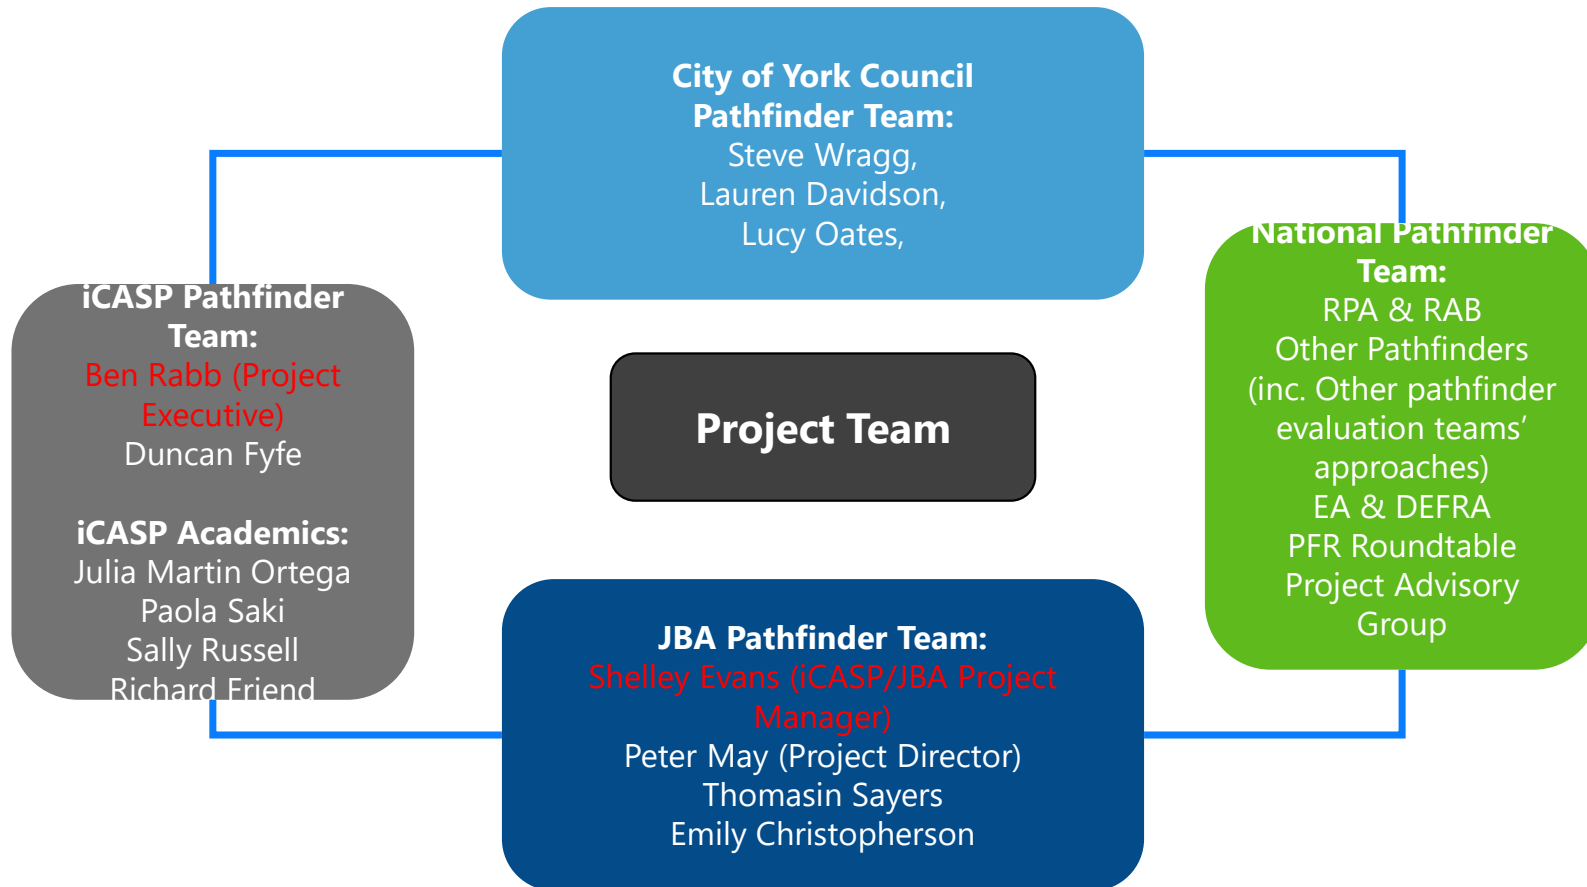 City of York Council
Pathfinder Team:
Steve Wragg,
Lauren Davidson,
Lucy Oates,
iCASP Pathfinder
Team:
Ben Rabb (Project
Executive)
Duncan Fyfe
iCASP Academics:
Julia Martin Ortega
Paola Saki
Sally Russell
Richard Friend
Project Team
National Pathfinder
Team:
RPA & RAB
Other Pathfinders
(inc. Other pathfinder
evaluation teams’
approaches)
EA & DEFRA
PFR Roundtable
Project Advisory
Group
JBA Pathfinder Team:
Shelley Evans (iCASP/JBA Project
Manager)
Peter May (Project Director)
Thomasin Sayers
Emily Christopherson